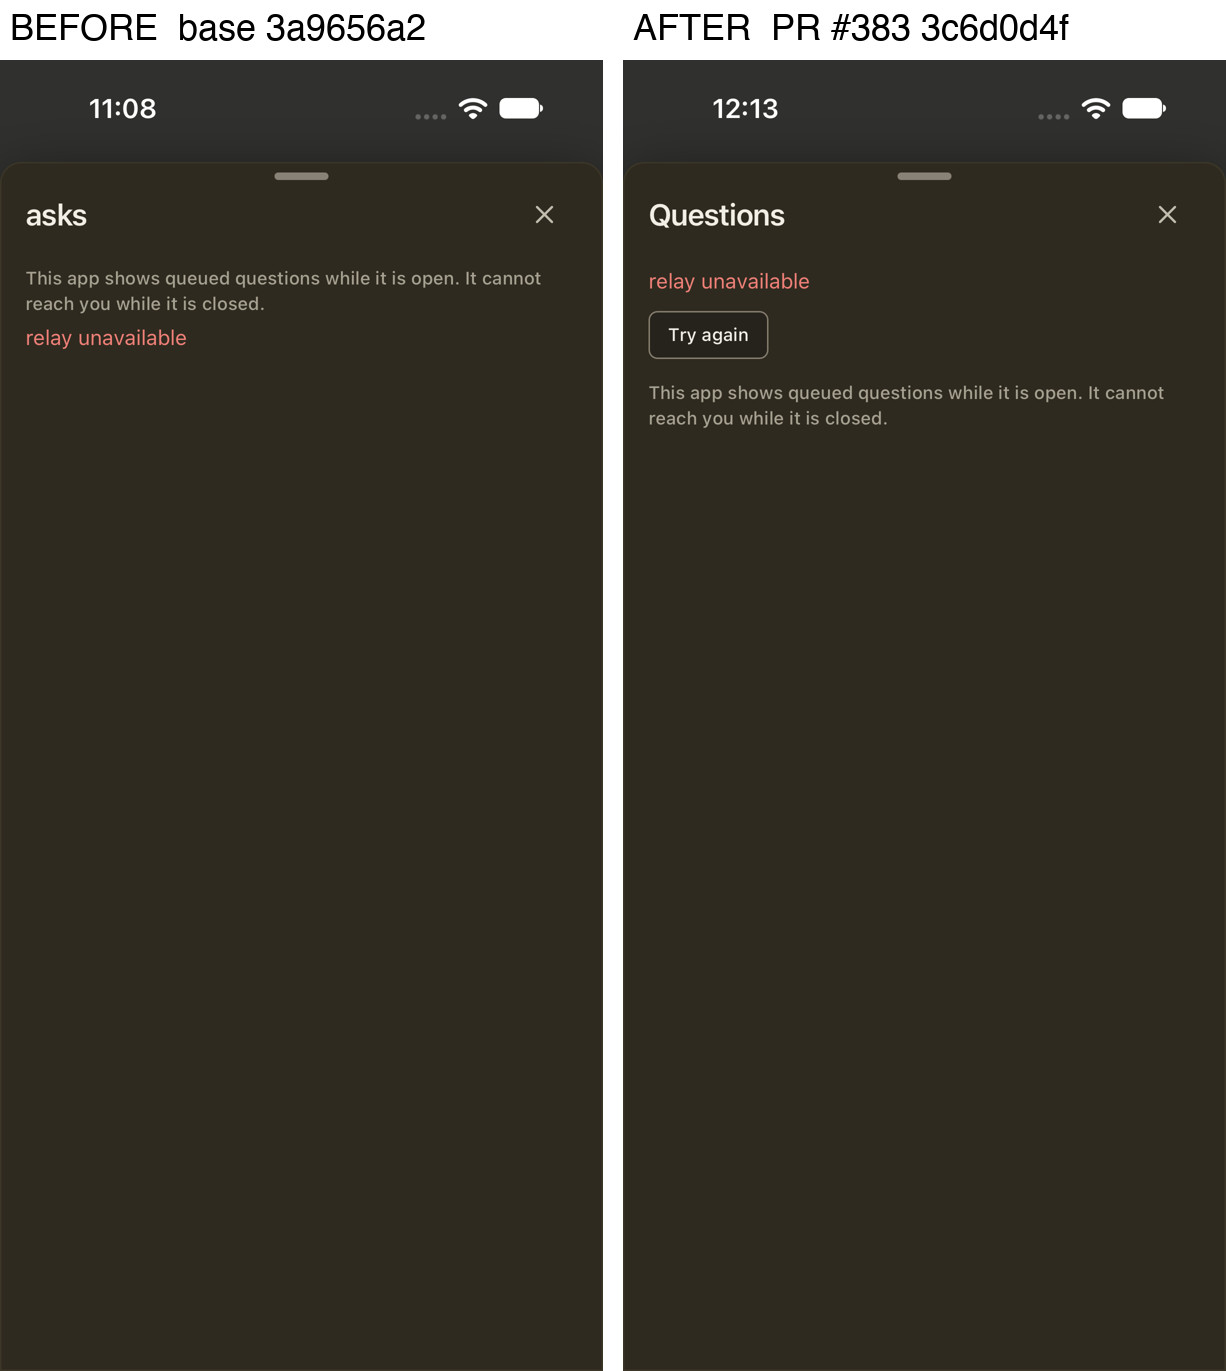 BEFORE  base 3a9656a2
11:08
asks
This app shows queued questions while it is open. It cannot
reach you while it is closed.
relay unavailable
AFTER  PR #383 3c6d0d4f
12:13
Questions
relay unavailable
Try again
This app shows queued questions while it is open. It cannot
reach you while it is closed.